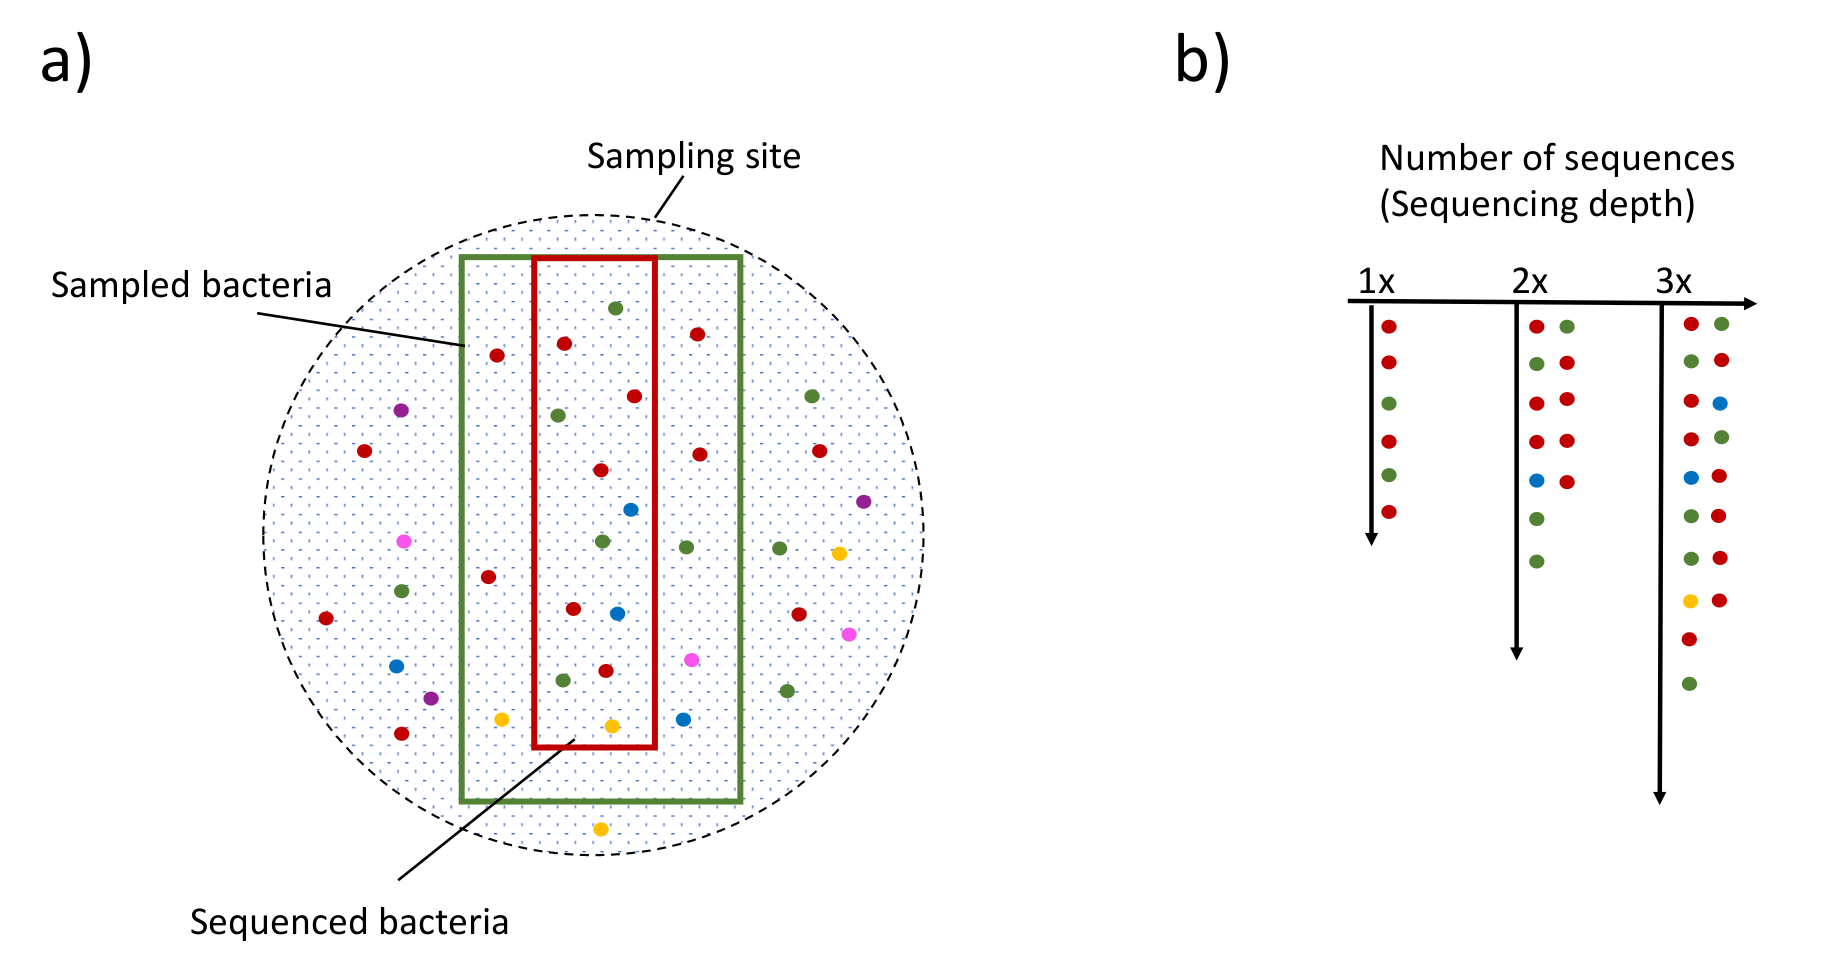 a)
Sampling site
Sampled bacteria
Sequenced bacteria
b)
Number of sequences
(Sequencing depth)
1x
2x
3x